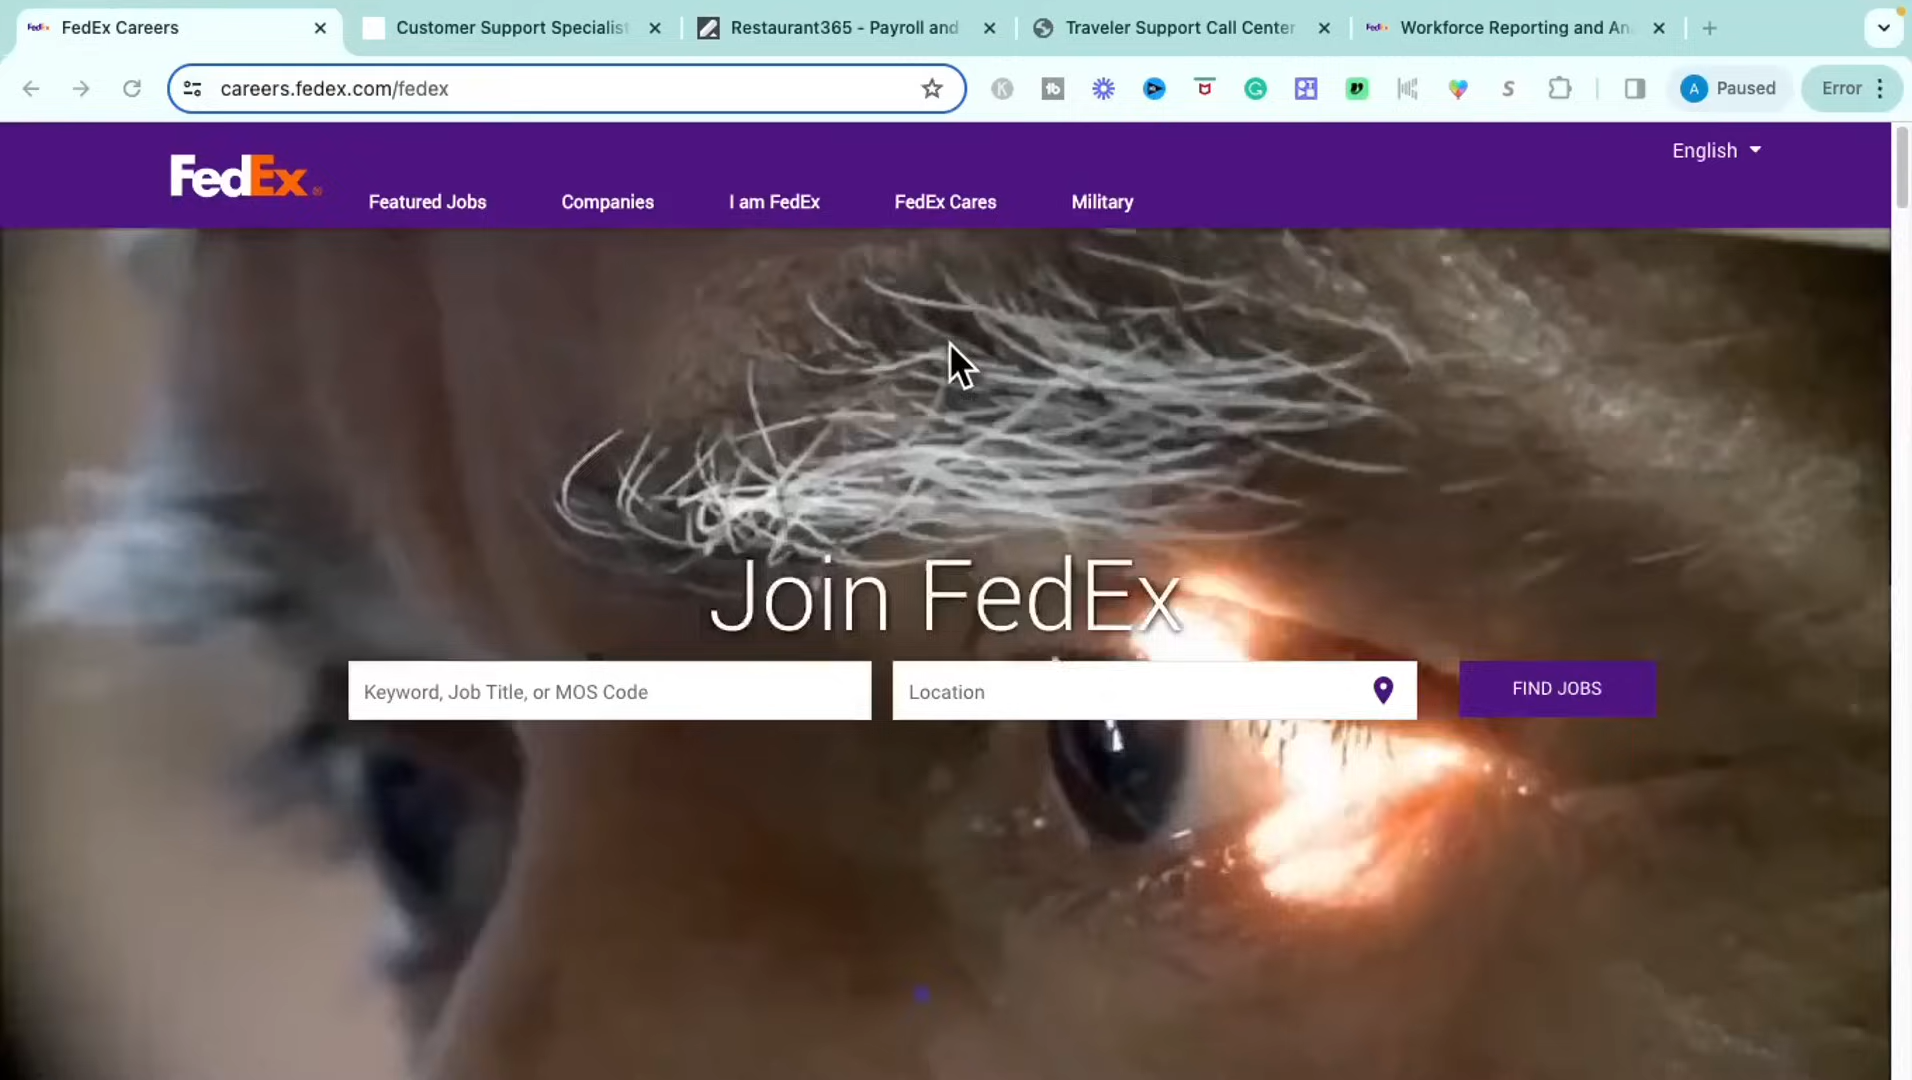 FedEx Careers
Customer Support Specialist
Restaurant365 - Payroll and
Traveler Support Call Center
Workforce Reporting and An
careers.fedex.com/fedex
A Paused
Error
FedEx
English
Featured Jobs
Companies
I am FedEx
FedEx Cares
Military
Join FedEx
Keyword, Job Title, or MOS Code
Location
FIND JOBS